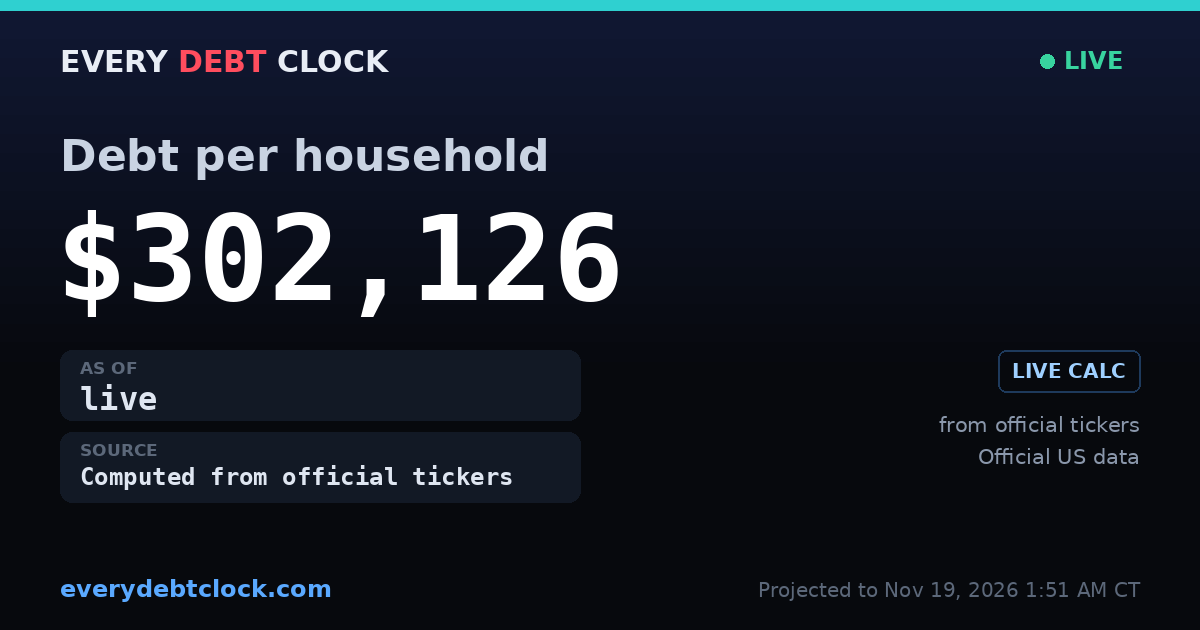 EVERY DEBT CLOCK
LIVE
Debt per household
$302,126
AS OF
live
SOURCE
Computed from official tickers
LIVE CALC
from official tickers
Official US data
everydebtclock.com
Projected to Nov 19, 2026 1:51 AM CT